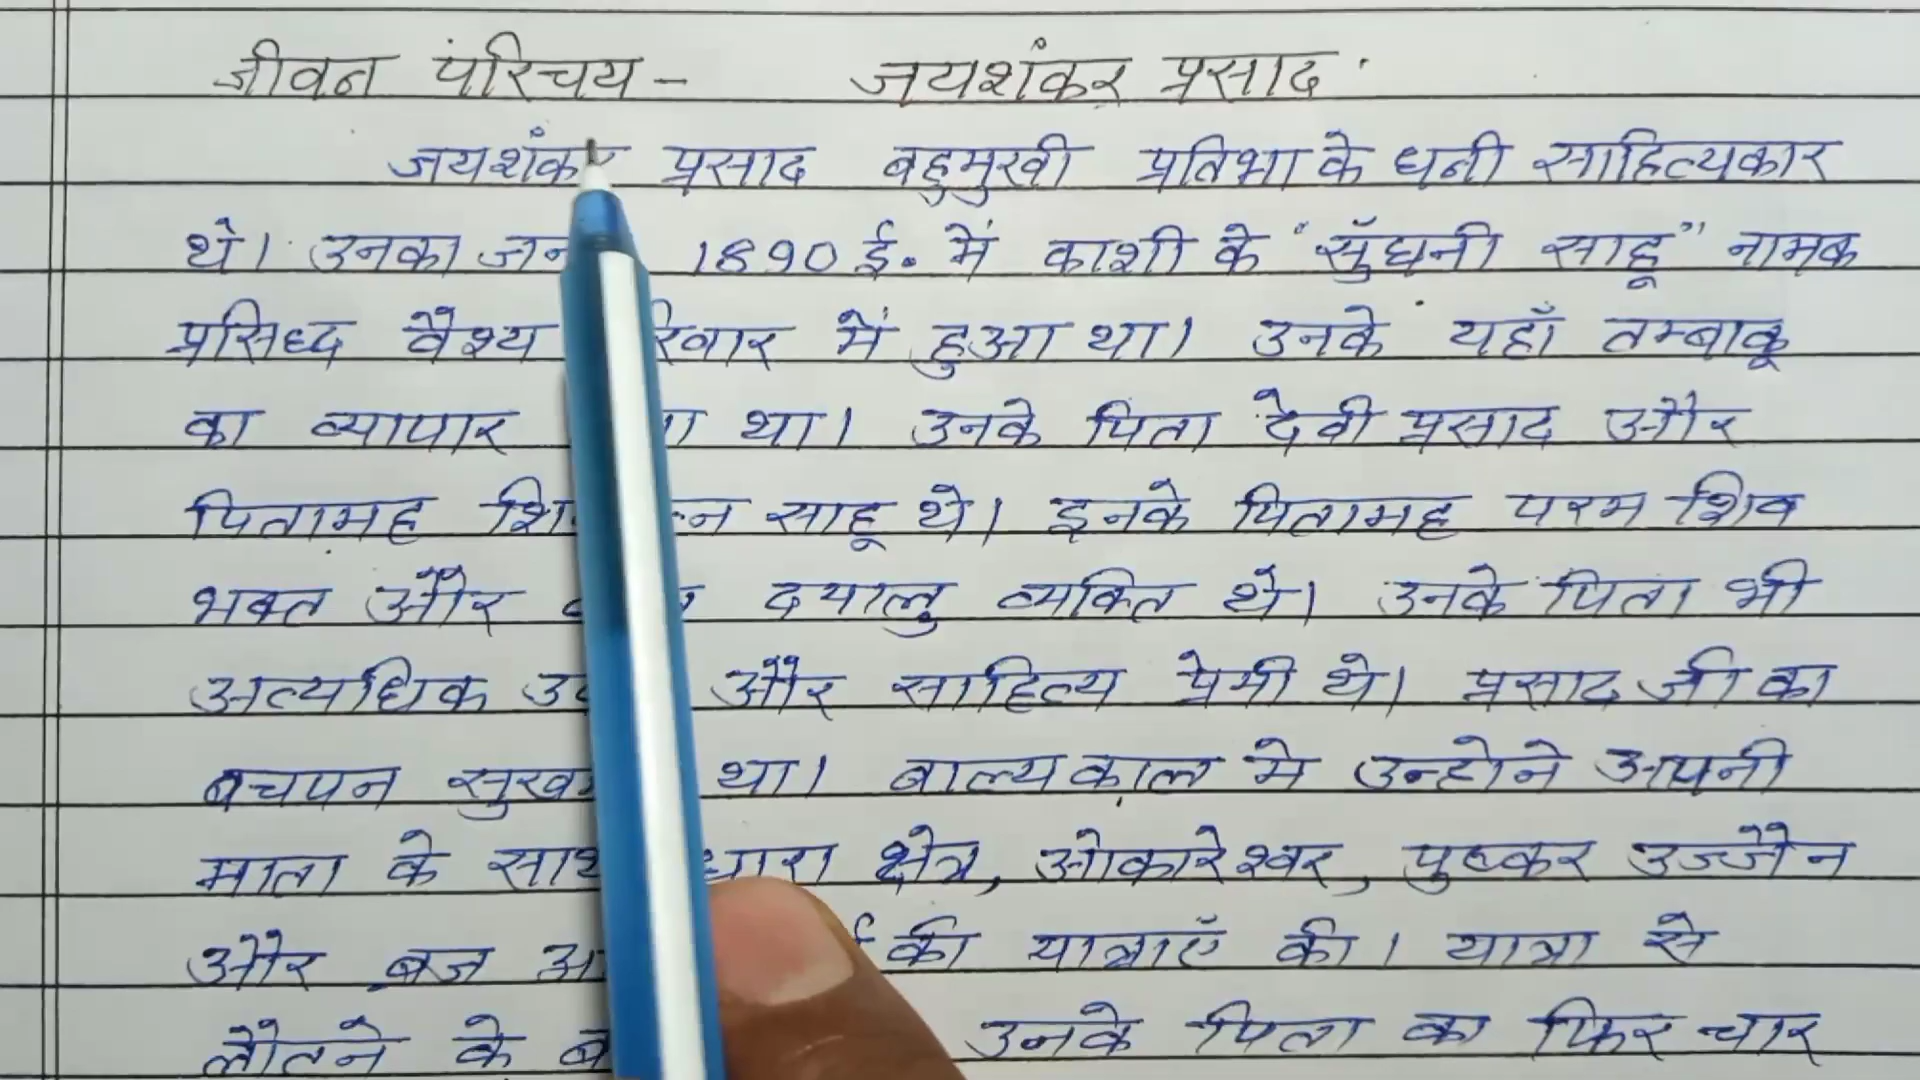 जीवन परिचय - जयशंकर प्रसाद
जयशंकर प्रसाद बहुमुखी प्रतिभा के धनी साहित्यकार
थे। उनका 1890 ई. में काशी के "सुँघनी साहू" नामक
प्रसिध्द वैश्य में हुआ था। उनके यहाँ तम्बाकू
का व्यापार था। उनके पिता देवी प्रसाद और
पितामह साहू थे। इनके पितामह परम शिव
भक्त और दयालु व्यक्ति थे। उनके पिता भी
अत्यधिक और साहित्य प्रेमी थे। प्रसाद जी का
बचपन था। बाल्यकाल मे उन्होने अपनी
माता के साथ धारा क्षेत्र, ओकारेश्वर, पुष्कर उज्जैन
और ब्रज की यात्राएँ की। यात्रा से
लौतने के उनके पिता का फिर चार